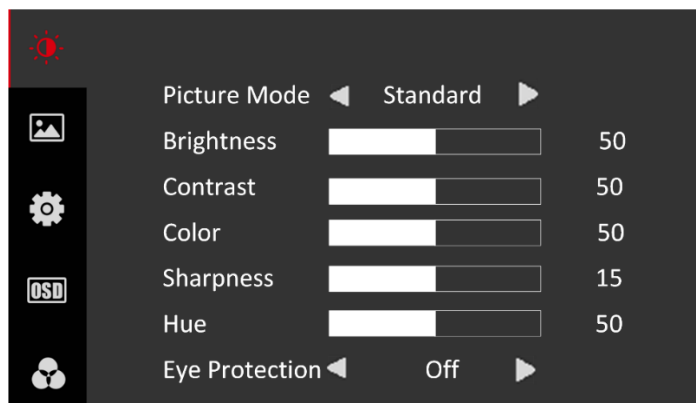 Picture Mode Standard
Brightness 50
Contrast 50
Color 50
OSD
Sharpness 15
Hue 50
Eye Protection Off